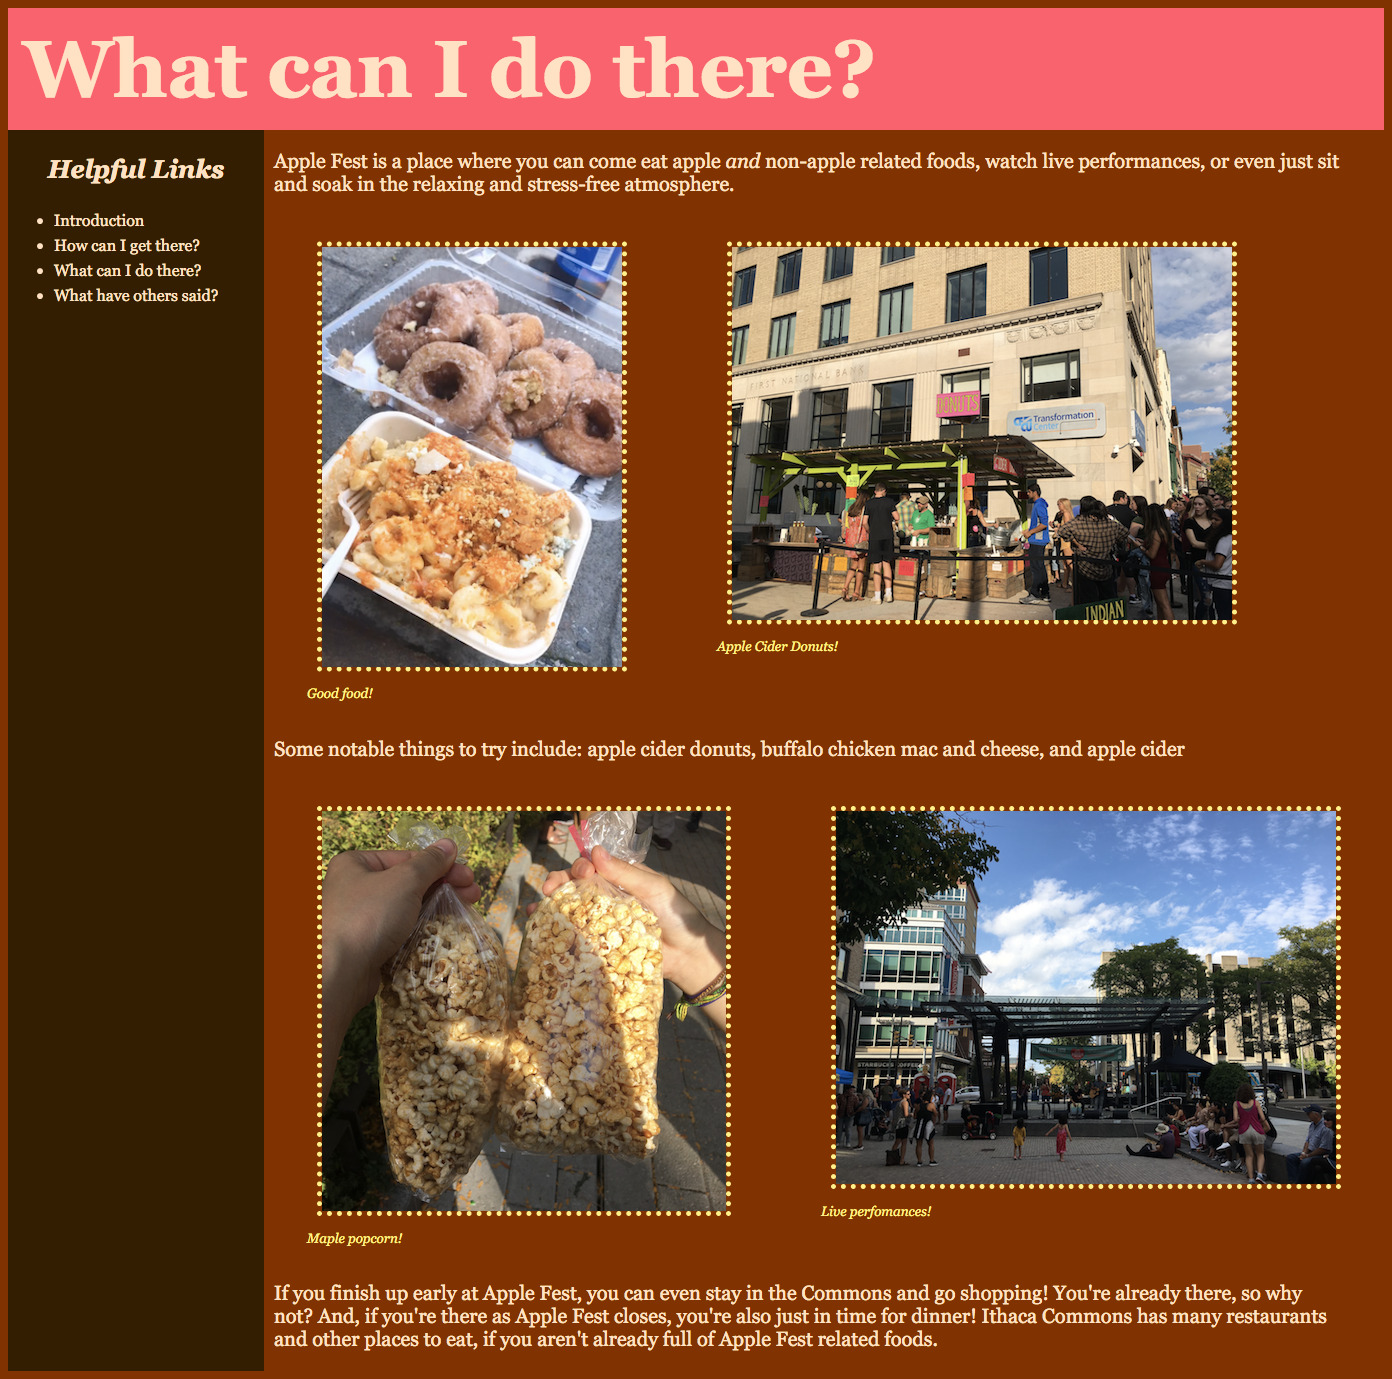 What can I do there?
Helpful Links
Introduction
How can I get there?
What can I do there?
What have others said?
Apple Fest is a place where you can come eat apple and non-apple related foods, watch live performances, or even just sit
and soak in the relaxing and stress-free atmosphere.
FIRST NATIONAL BANK
DONUTS
Transformation
Center
CIDER
INDIAN
Good food!
Apple Cider Donuts!
Some notable things to try include: apple cider donuts, buffalo chicken mac and cheese, and apple cider
STARBUCKS COFFEE
Maple popcorn!
Live perfomances!
If you finish up early at Apple Fest, you can even stay in the Commons and go shopping! You're already there, so why
not? And, if you're there as Apple Fest closes, you're also just in time for dinner! Ithaca Commons has many restaurants
and other places to eat, if you aren't already full of Apple Fest related foods.